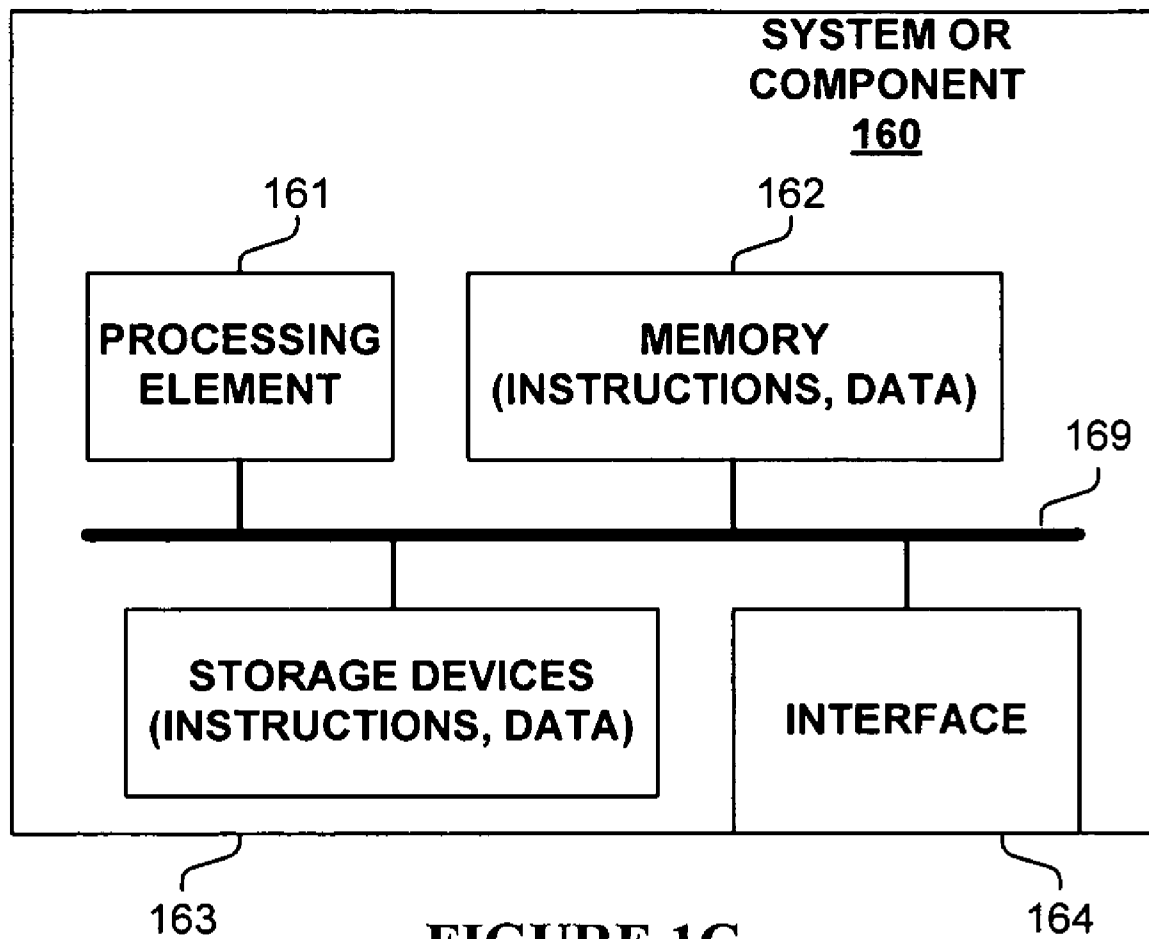 SYSTEM OR
COMPONENT
160
161
162
PROCESSING
ELEMENT
MEMORY
(INSTRUCTIONS, DATA)
169
STORAGE DEVICES
(INSTRUCTIONS, DATA)
INTERFACE
163
164